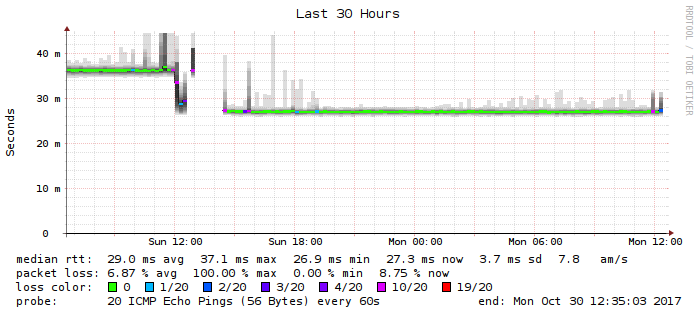 Last 30 Hours
RRDTOOL / TOBI OETIKER
Seconds
40 m
30 m
20 m
10 m
0
Sun 12:00 Sun 18:00 Mon 00:00 Mon 06:00 Mon 12:00
median rtt: 29.0 ms avg 37.1 ms max 26.9 ms min 27.3 ms now 3.7 ms sd 7.8 am/s
packet loss: 6.87 % avg 100.00 % max 0.00 % min 8.75 % now
loss color: 0 1/20 2/20 3/20 4/20 10/20 19/20
probe: 20 ICMP Echo Pings (56 Bytes) every 60s end: Mon Oct 30 12:35:03 2017